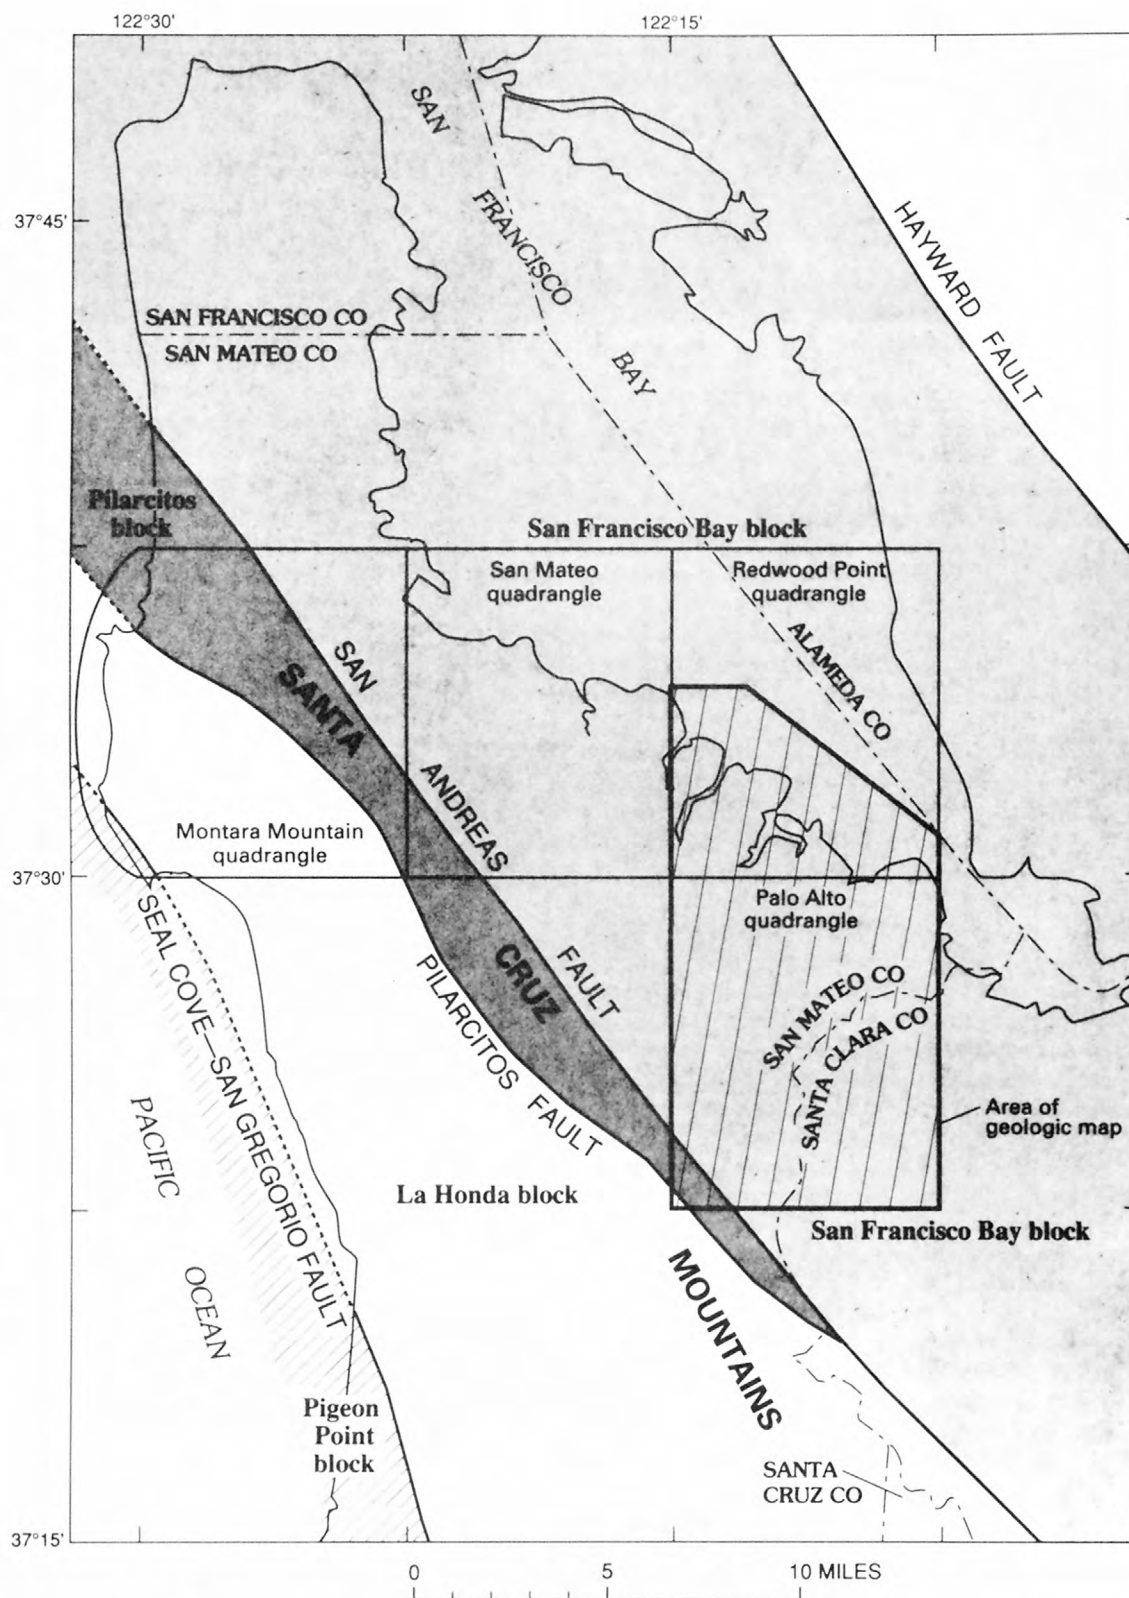 122°30'
122°15'
SAN
FRANCISCO
BAY
37°45'
HAYWARD FAULT
SAN FRANCISCO CO
SAN MATEO CO
Pilarcitos
block
San Francisco Bay block
San Mateo
quadrangle
Redwood Point
quadrangle
ALAMEDA CO
SAN
ANDREAS
FAULT
SANTA
CRUZ
MOUNTAINS
Montara Mountain
quadrangle
37°30'
Palo Alto
quadrangle
SEAL COVE—SAN GREGORIO FAULT
PILARCITOS FAULT
SAN MATEO CO
SANTA CLARA CO
Area of
geologic map
PACIFIC
OCEAN
La Honda block
San Francisco Bay block
Pigeon
Point
block
SANTA
CRUZ CO
37°15'
0 5 10 MILES